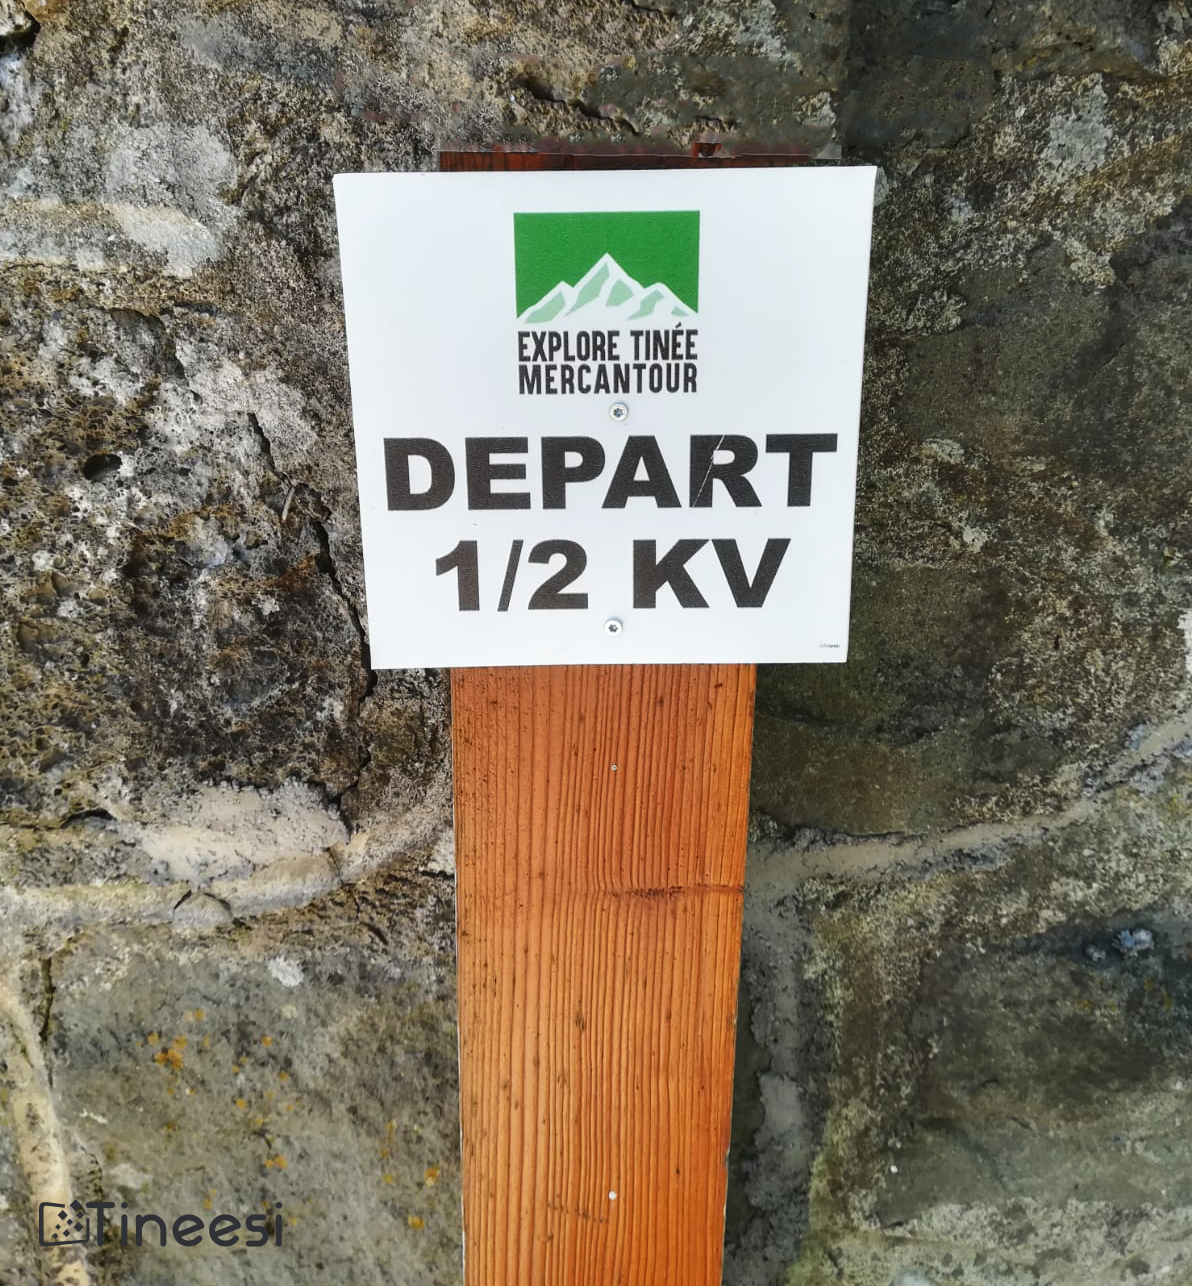 EXPLORE TINÉE
MERCANTOUR
DEPART
1/2 KV
Tineesi